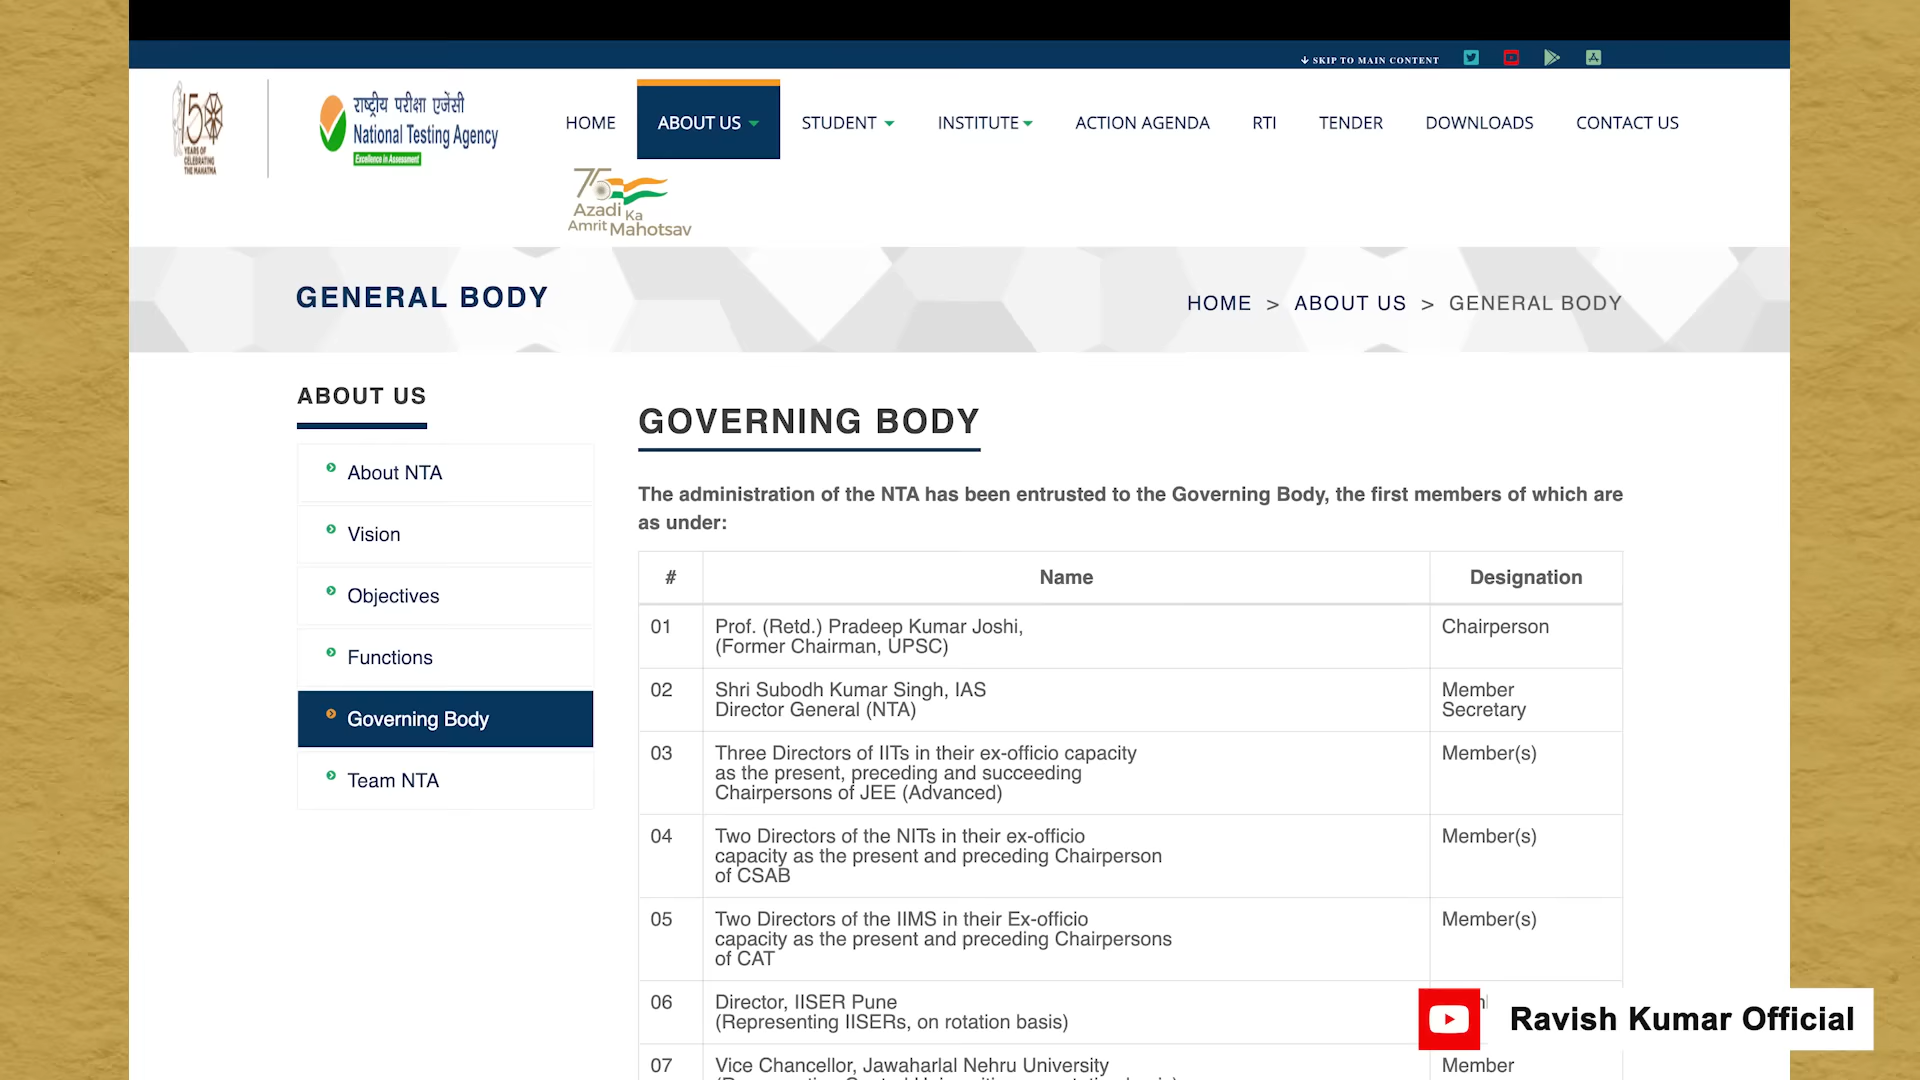 SKIP TO MAIN CONTENT
150
YEARS OF
CELEBRATING
THE MAHATMA
राष्ट्रीय परीक्षा एजेंसी
National Testing Agency
Excellence in Assessment
HOME
ABOUT US
STUDENT
INSTITUTE
ACTION AGENDA
RTI
TENDER
DOWNLOADS
CONTACT US
75
Azadi Ka
Amrit Mahotsav
GENERAL BODY
HOME > ABOUT US > GENERAL BODY
ABOUT US
About NTA
Vision
Objectives
Functions
Governing Body
Team NTA
GOVERNING BODY
The administration of the NTA has been entrusted to the Governing Body, the first members of which are
as under:
# Name Designation
01 Prof. (Retd.) Pradeep Kumar Joshi, Chairperson
(Former Chairman, UPSC)
02 Shri Subodh Kumar Singh, IAS Member
Director General (NTA) Secretary
03 Three Directors of IITs in their ex-officio capacity Member(s)
as the present, preceding and succeeding
Chairpersons of JEE (Advanced)
04 Two Directors of the NITs in their ex-officio Member(s)
capacity as the present and preceding Chairperson
of CSAB
05 Two Directors of the IIMS in their Ex-officio Member(s)
capacity as the present and preceding Chairpersons
of CAT
06 Director, IISER Pune
(Representing IISERs, on rotation basis)
07 Vice Chancellor, Jawaharlal Nehru University Member
Ravish Kumar Official